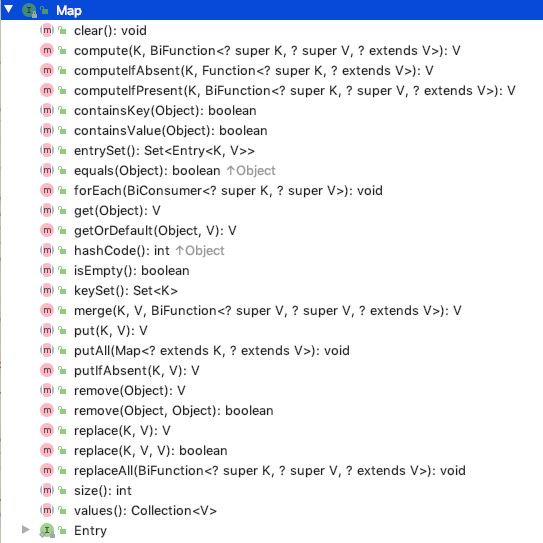 Map
clear(): void
compute(K, BiFunction<? super K, ? super V, ? extends V>): V
computeIfAbsent(K, Function<? super K, ? extends V>): V
computeIfPresent(K, BiFunction<? super K, ? super V, ? extends V>): V
containsKey(Object): boolean
containsValue(Object): boolean
entrySet(): Set<Entry<K, V>>
equals(Object): boolean ↑Object
forEach(BiConsumer<? super K, ? super V>): void
get(Object): V
getOrDefault(Object, V): V
hashCode(): int ↑Object
isEmpty(): boolean
keySet(): Set<K>
merge(K, V, BiFunction<? super V, ? super V, ? extends V>): V
put(K, V): V
putAll(Map<? extends K, ? extends V>): void
putIfAbsent(K, V): V
remove(Object): V
remove(Object, Object): boolean
replace(K, V): V
replace(K, V, V): boolean
replaceAll(BiFunction<? super K, ? super V, ? extends V>): void
size(): int
values(): Collection<V>
Entry